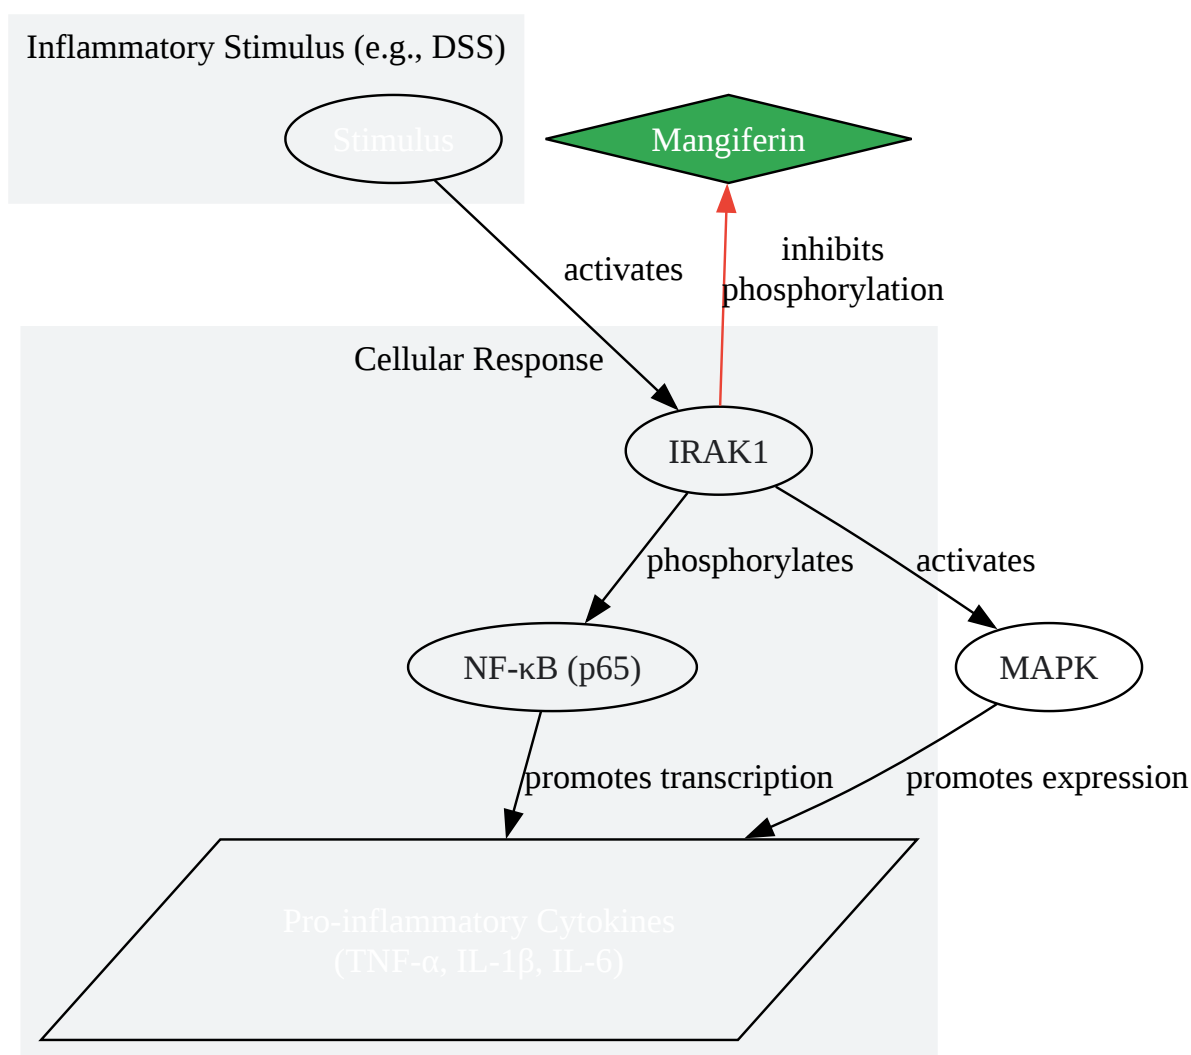 Inflammatory Stimulus (e.g., DSS)
Stimulus
Mangiferin
activates
inhibits
phosphorylation
Cellular Response
IRAK1
phosphorylates
activates
NF-κB (p65)
MAPK
promotes transcription
promotes expression
Pro-inflammatory Cytokines
(TNF-α, IL-1β, IL-6)